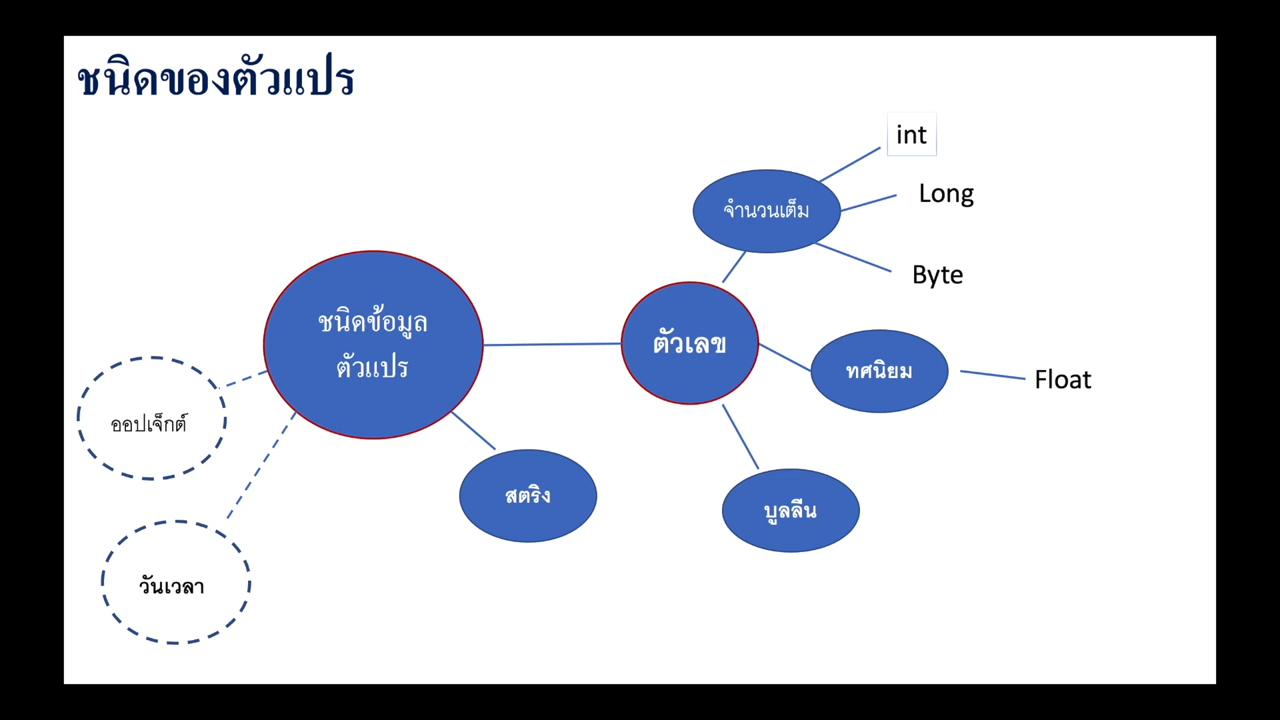 ชนิดของตัวแปร
int
Long
จำนวนเต็ม
Byte
ชนิดข้อมูล
ตัวแปร
ตัวเลข
ทศนิยม
Float
ออปเจ็กต์
สตริง
บูลลีน
วันเวลา